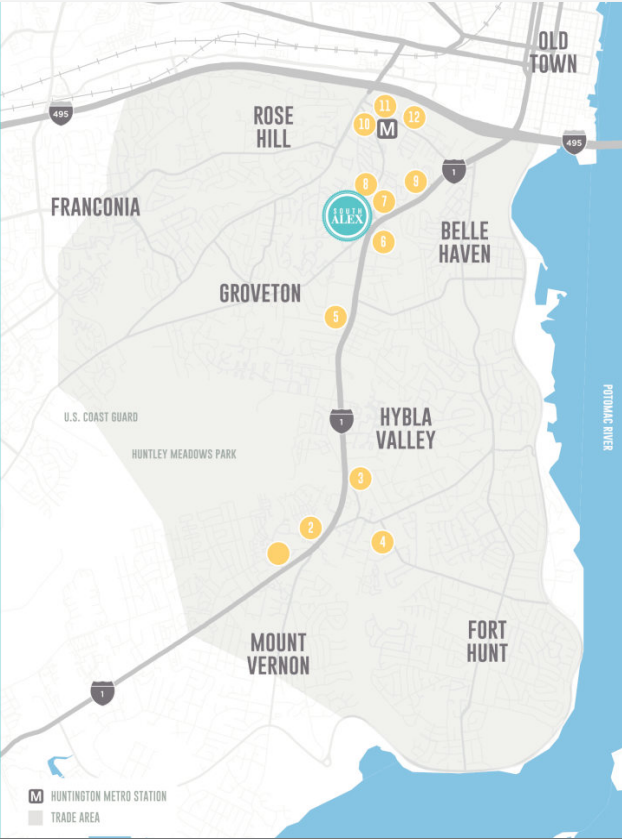 OLD
TOWN
11
10
12
M
495
ROSE
HILL
495
1
8
9
7
SOUTH
ALEX
FRANCONIA
6
BELLE
HAVEN
GROVETON
5
POTOMAC RIVER
U.S. COAST GUARD
1
HYBLA
VALLEY
HUNTLEY MEADOWS PARK
3
2
4
MOUNT
VERNON
FORT
HUNT
1
M HUNTINGTON METRO STATION
TRADE AREA